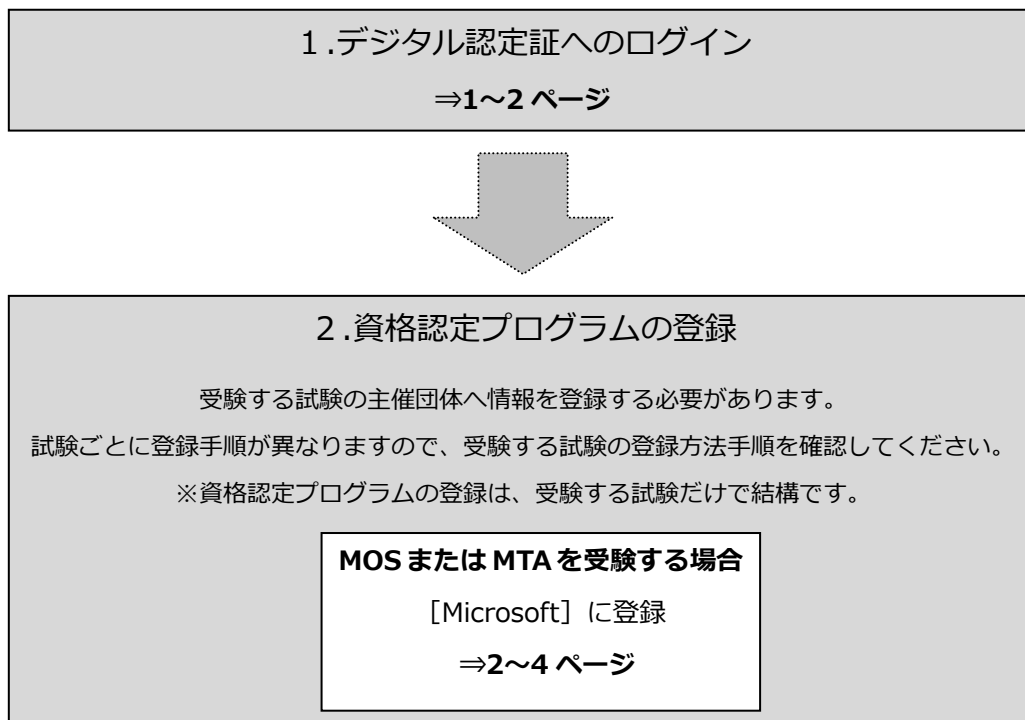 １.デジタル認定証へのログイン
⇒1～2 ページ
２.資格認定プログラムの登録
受験する試験の主催団体へ情報を登録する必要があります。
試験ごとに登録手順が異なりますので、受験する試験の登録方法手順を確認してください。
※資格認定プログラムの登録は、受験する試験だけで結構です。
MOS または MTA を受験する場合
［Microsoft］に登録
⇒2～4 ページ